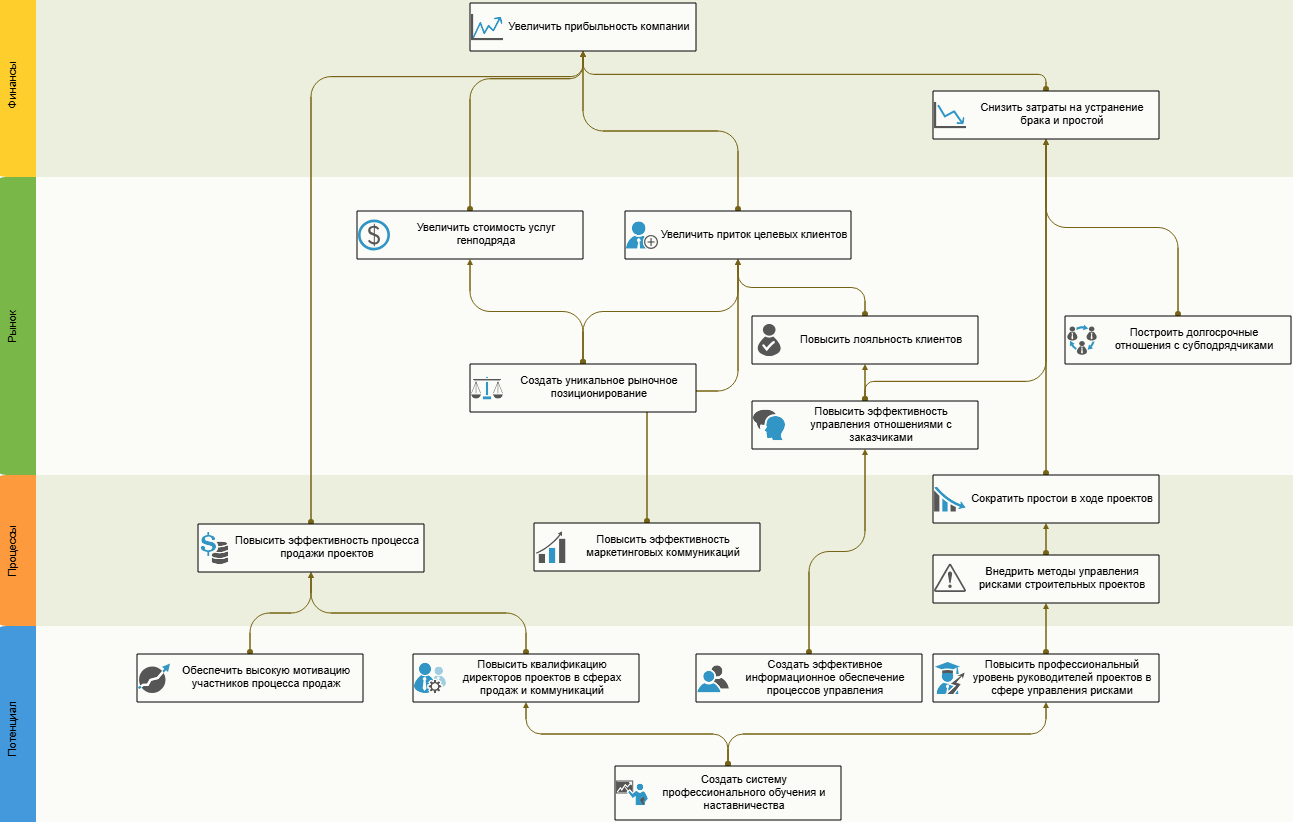 Финансы
Увеличить прибыльность компании
Снизить затраты на устранение
брака и простой
Рынок
Увеличить стоимость услуг
генподряда
Увеличить приток целевых клиентов
Повысить лояльность клиентов
Построить долгосрочные
отношения с субподрядчиками
Создать уникальное рыночное
позиционирование
Повысить эффективность
управления отношениями с
заказчиками
Процессы
Сократить простои в ходе проектов
Повысить эффективность процесса
продажи проектов
Повысить эффективность
маркетинговых коммуникаций
Внедрить методы управления
рисками строительных проектов
Потенциал
Обеспечить высокую мотивацию
участников процесса продаж
Повысить квалификацию
директоров проектов в сферах
продаж и коммуникаций
Создать эффективное
информационное обеспечение
процессов управления
Повысить профессиональный
уровень руководителей проектов в
сфере управления рисками
Создать систему
профессионального обучения и
наставничества